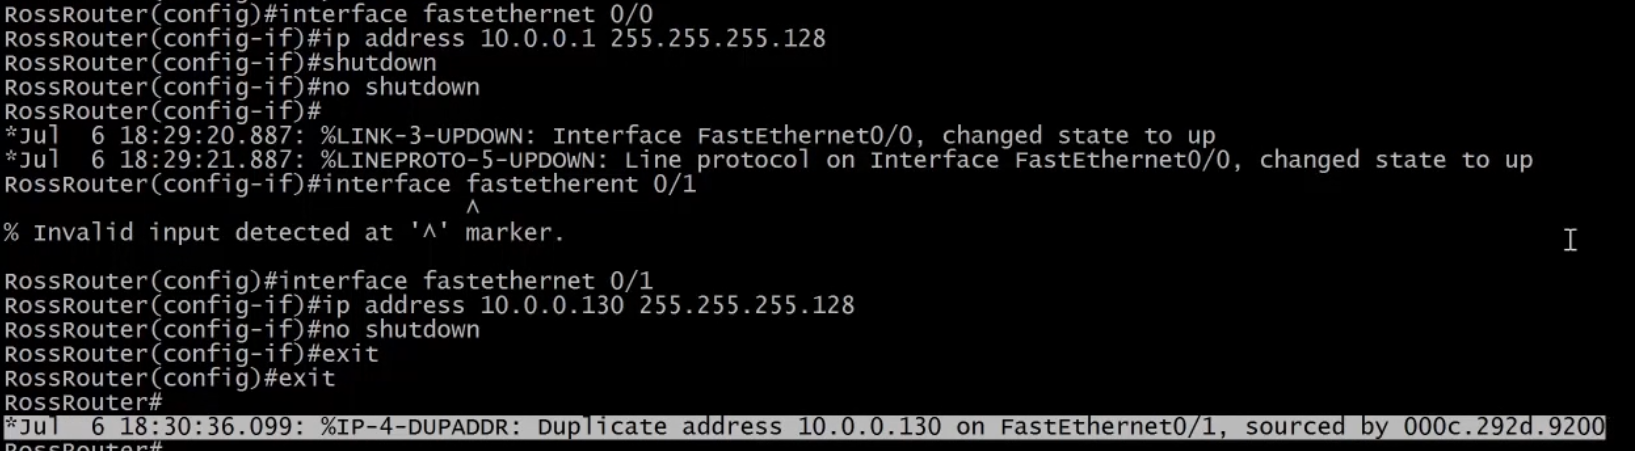 RossRouter(config)#interface fastethernet 0/0
RossRouter(config-if)#ip address 10.0.0.1 255.255.255.128
RossRouter(config-if)#shutdown
RossRouter(config-if)#no shutdown
RossRouter(config-if)#
*Jul  6 18:29:20.887: %LINK-3-UPDOWN: Interface FastEthernet0/0, changed state to up
*Jul  6 18:29:21.887: %LINEPROTO-5-UPDOWN: Line protocol on Interface FastEthernet0/0, changed state to up
RossRouter(config-if)#interface fastetherent 0/1
^
% Invalid input detected at '^' marker.
RossRouter(config)#interface fastethernet 0/1
RossRouter(config-if)#ip address 10.0.0.130 255.255.255.128
RossRouter(config-if)#no shutdown
RossRouter(config-if)#exit
RossRouter(config)#exit
RossRouter#
*Jul  6 18:30:36.099: %IP-4-DUPADDR: Duplicate address 10.0.0.130 on FastEthernet0/1, sourced by 000c.292d.9200
RossRouter#